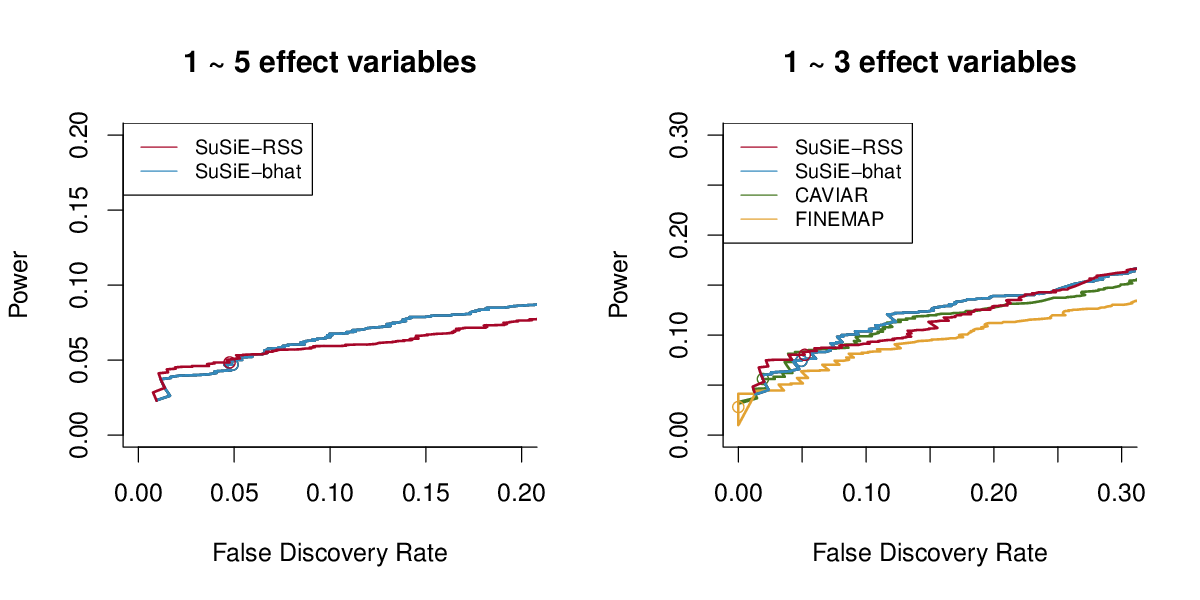 1 ~ 5 effect variables
SuSiE−RSS
SuSiE−bhat
Power
0.20
0.15
0.10
0.05
0.00
0.00 0.05 0.10 0.15 0.20
False Discovery Rate
1 ~ 3 effect variables
SuSiE−RSS
SuSiE−bhat
CAVIAR
FINEMAP
Power
0.30
0.20
0.10
0.00
0.00 0.10 0.20 0.30
False Discovery Rate